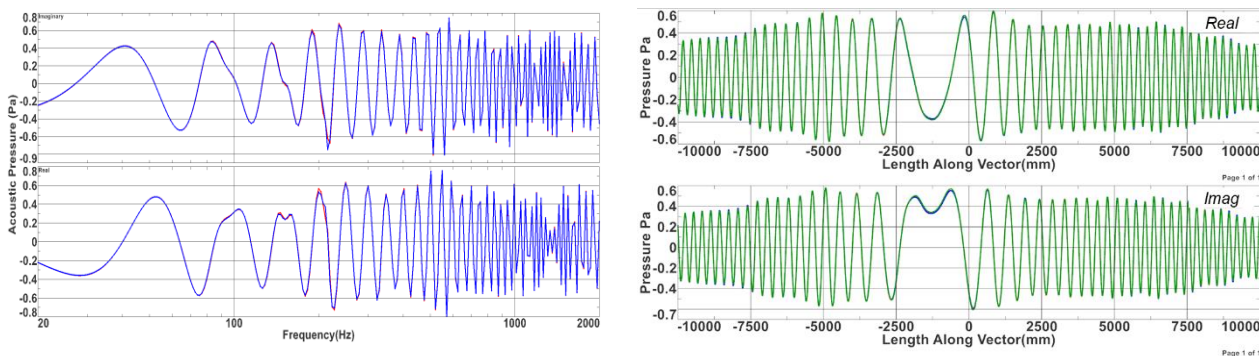 Imaginary
0.8
0.6
0.4
0.2
0
-0.2
-0.4
-0.6
-0.9
Acoustic Pressure (Pa)
Real
0.8
0.6
0.4
0.2
0
-0.2
-0.4
-0.6
-0.8
20 100 1000 2000
Frequency(Hz)
Real
0.6
0.4
0.2
0
-0.2
-0.4
-0.6
Pressure Pa
-10000 -7500 -5000 -2500 0 2500 5000 7500 10000
Length Along Vector(mm)
Page 1 of 1
Imag
0.6
0.4
0.2
0
-0.2
-0.4
-0.7
Pressure Pa
-10000 -7500 -5000 -2500 0 2500 5000 7500 10000
Length Along Vector(mm)
Page 1 of 1